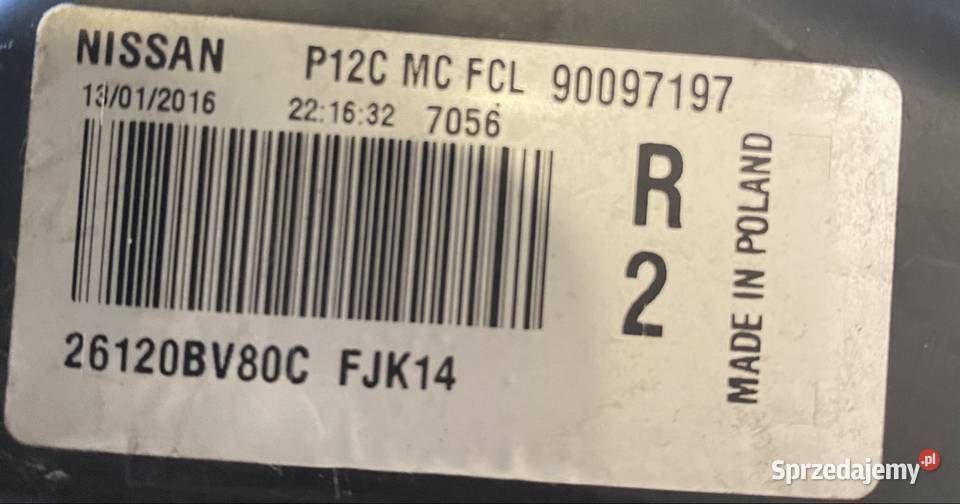 NISSAN P12C MC FCL 90097197
13/01/2016 22:16:32 7056
R
2
MADE IN POLAND
26120BV80C FJK14
Sprzedajemy.pl